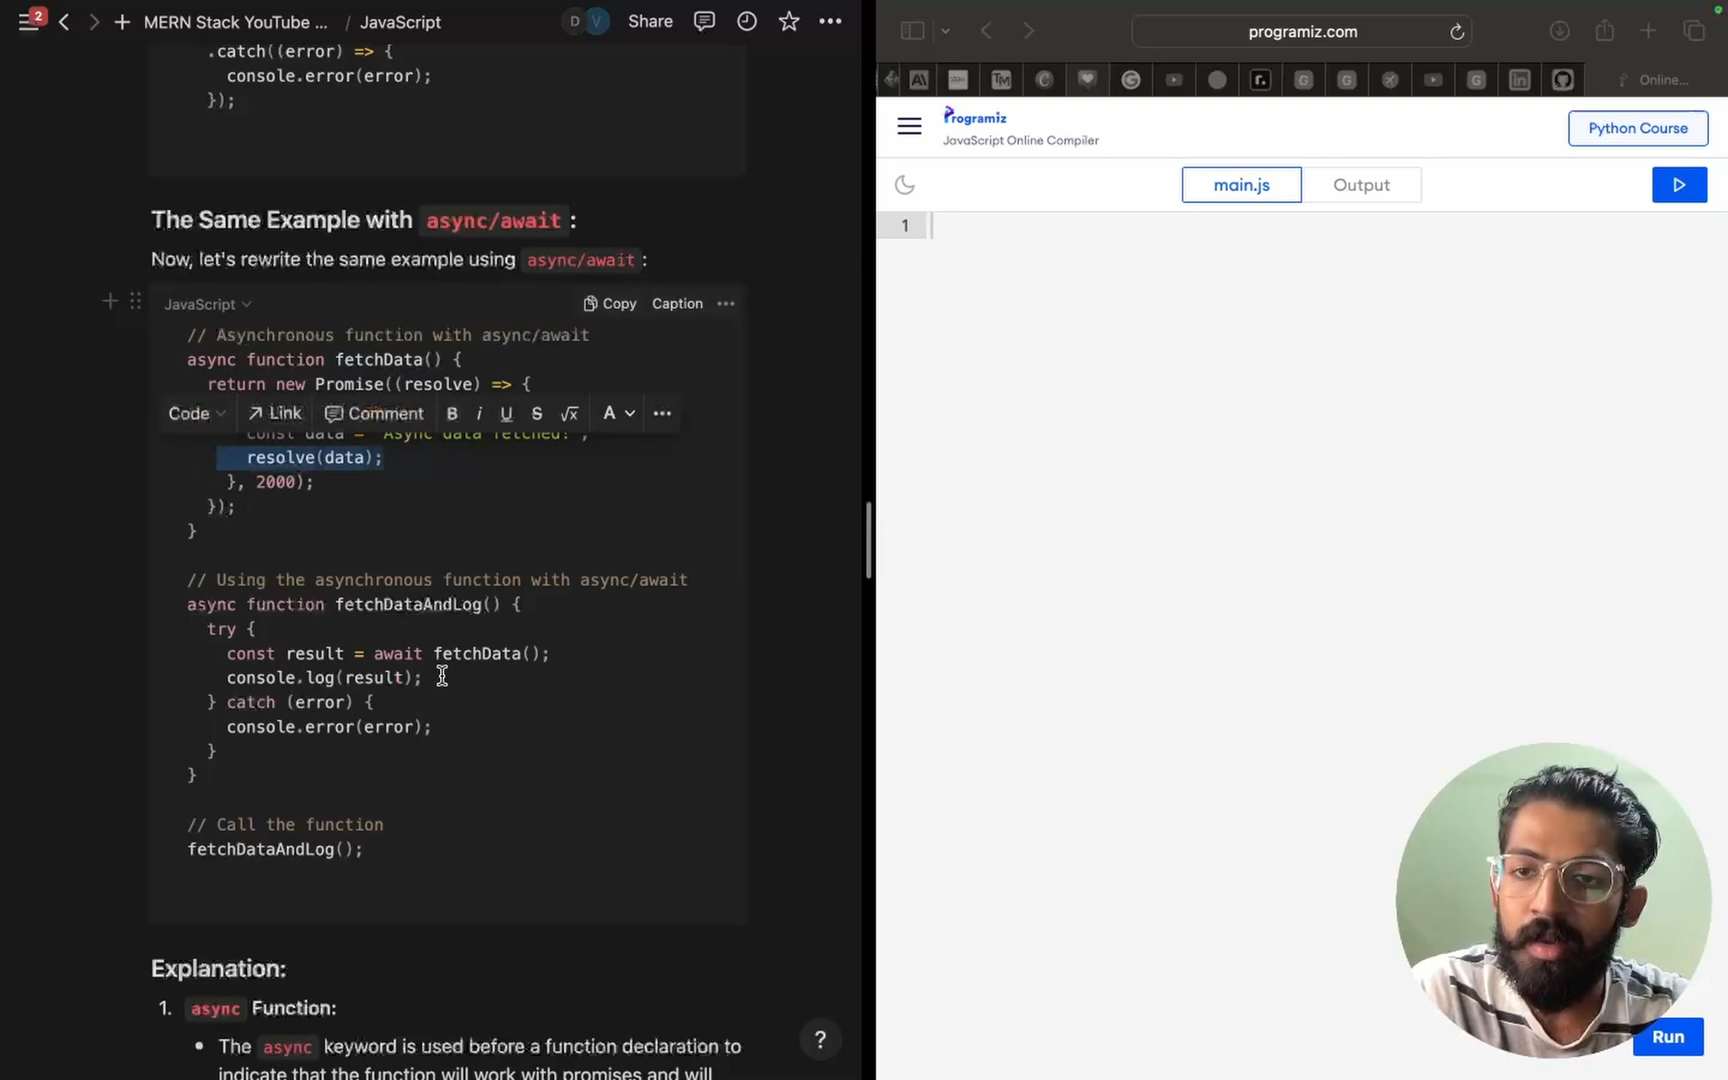 2
MERN Stack YouTube ... / JavaScript
D V Share
.catch((error) => {
console.error(error);
});
The Same Example with async/await :
Now, let's rewrite the same example using async/await :
JavaScript
Copy Caption
// Asynchronous function with async/await
async function fetchData() {
return new Promise((resolve) => {
Code Link Comment B i U S √x A
const data = "Async data fetched!";
resolve(data);
}, 2000);
});
}
// Using the asynchronous function with async/await
async function fetchDataAndLog() {
try {
const result = await fetchData();
console.log(result);
} catch (error) {
console.error(error);
}
}
// Call the function
fetchDataAndLog();
Explanation:
1. async Function:
• The async keyword is used before a function declaration to
indicate that the function will work with promises and will
?
programiz.com
Online...
Programiz
JavaScript Online Compiler
Python Course
main.js
Output
1
Run